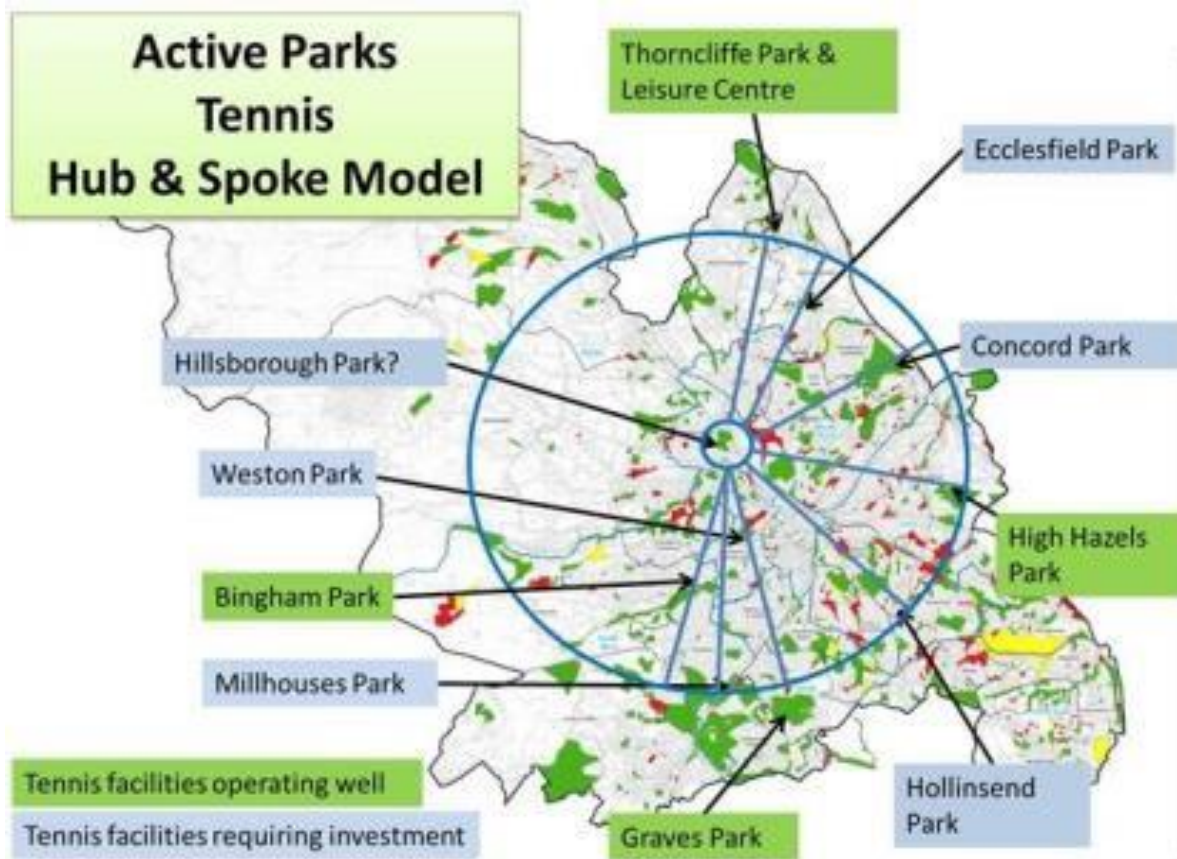 Active Parks
Tennis
Hub & Spoke Model
Thorncliffe Park &
Leisure Centre
Ecclesfield Park
Concord Park
Hillsborough Park?
Weston Park
High Hazels
Park
Bingham Park
Millhouses Park
Hollinsend
Park
Graves Park
Tennis facilities operating well
Tennis facilities requiring investment